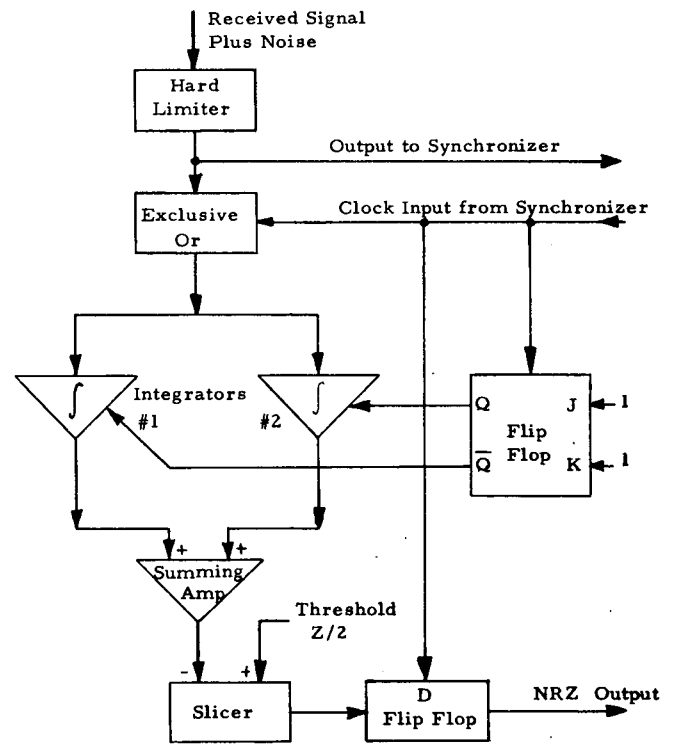 Received Signal
Plus Noise
Hard
Limiter
Output to Synchronizer
Clock Input from Synchronizer
Exclusive
Or
∫
∫
Integrators
#1
#2
Q
J
1
Flip
Flop
Q̅
K
1
+
+
Summing
Amp
Threshold
Z/2
-
+
Slicer
D
Flip Flop
NRZ Output